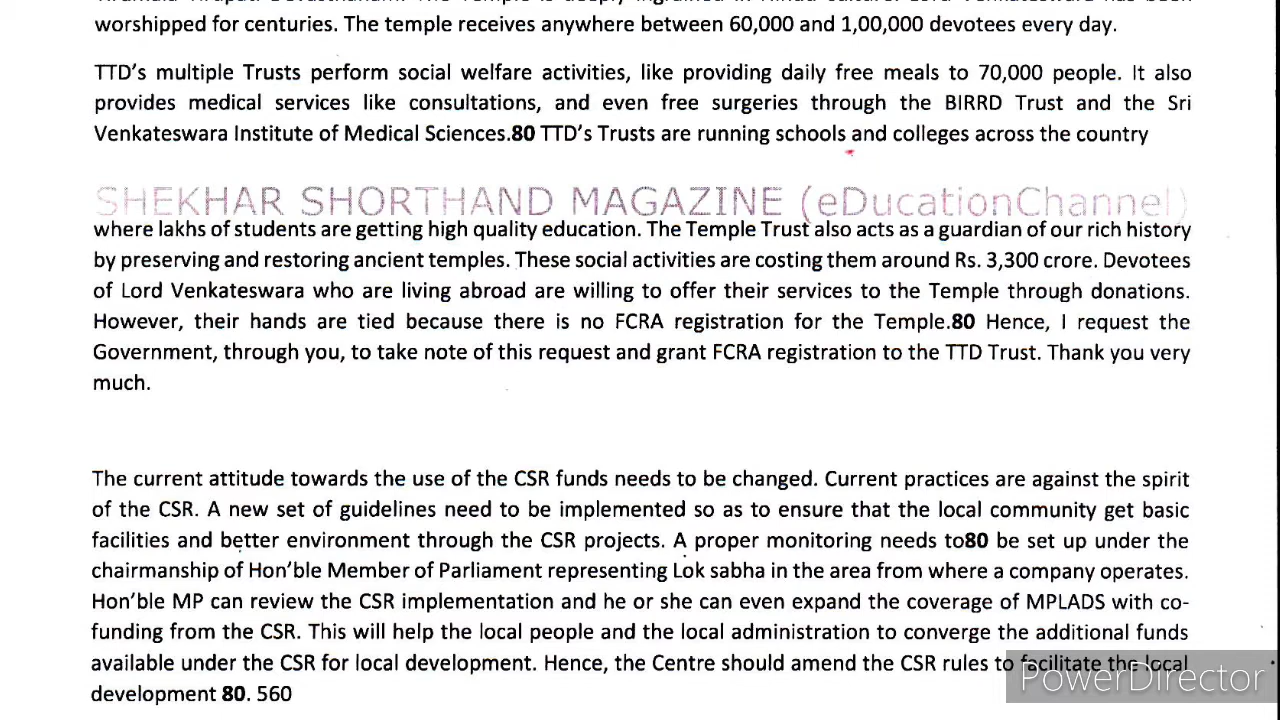 worshipped for centuries. The temple receives anywhere between 60,000 and 1,00,000 devotees every day.
TTD's multiple Trusts perform social welfare activities, like providing daily free meals to 70,000 people. It also
provides medical services like consultations, and even free surgeries through the BIRRD Trust and the Sri
Venkateswara Institute of Medical Sciences.80 TTD's Trusts are running schools and colleges across the country
SHEKHAR SHORTHAND MAGAZINE (eDucationChannel)
where lakhs of students are getting high quality education. The Temple Trust also acts as a guardian of our rich history
by preserving and restoring ancient temples. These social activities are costing them around Rs. 3,300 crore. Devotees
of Lord Venkateswara who are living abroad are willing to offer their services to the Temple through donations.
However, their hands are tied because there is no FCRA registration for the Temple.80 Hence, I request the
Government, through you, to take note of this request and grant FCRA registration to the TTD Trust. Thank you very
much.
The current attitude towards the use of the CSR funds needs to be changed. Current practices are against the spirit
of the CSR. A new set of guidelines need to be implemented so as to ensure that the local community get basic
facilities and better environment through the CSR projects. A proper monitoring needs to80 be set up under the
chairmanship of Hon'ble Member of Parliament representing Lok sabha in the area from where a company operates.
Hon'ble MP can review the CSR implementation and he or she can even expand the coverage of MPLADS with co-
funding from the CSR. This will help the local people and the local administration to converge the additional funds
available under the CSR for local development. Hence, the Centre should amend the CSR rules to facilitate the local
development 80. 560
PowerDirector